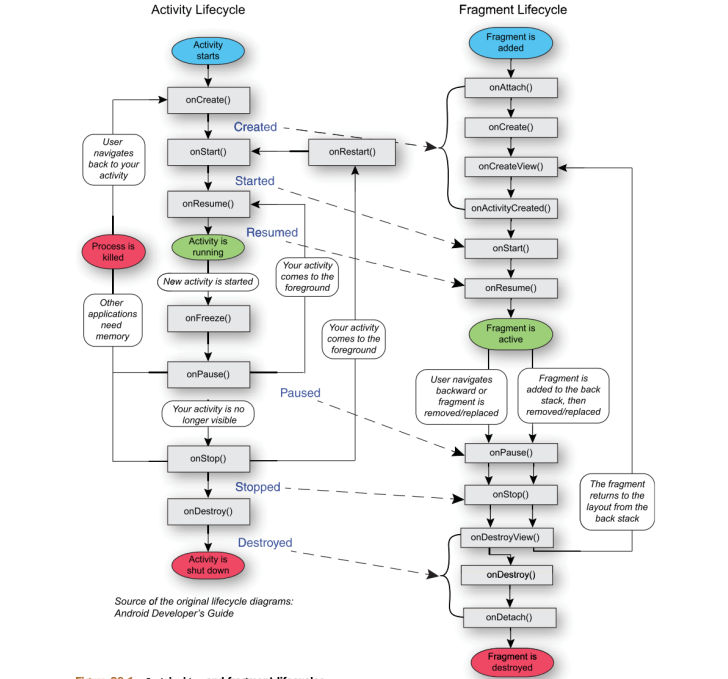 Activity Lifecycle
Fragment Lifecycle
Activity
starts
onCreate()
Created
User
navigates
back to your
activity
onStart()
onRestart()
Started
onResume()
Resumed
Process is
killed
Activity is
running
New activity is started
Your activity
comes to the
foreground
Other
applications
need
memory
onFreeze()
Your activity
comes to the
foreground
onPause()
Paused
Your activity is no
longer visible
onStop()
Stopped
onDestroy()
Destroyed
Activity is
shut down
Source of the original lifecycle diagrams:
Android Developer's Guide
Fragment is
added
onAttach()
onCreate()
onCreateView()
onActivityCreated()
onStart()
onResume()
Fragment is
active
User navigates
backward or
fragment is
removed/replaced
Fragment is
added to the back
stack, then
removed/replaced
onPause()
The fragment
returns to the
layout from the
back stack
onStop()
onDestroyView()
onDestroy()
onDetach()
Fragment is
destroyed
and fragment lifecycles